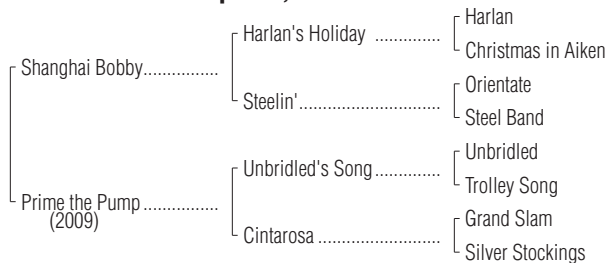 Harlan
Harlan's Holiday ..............
Christmas in Aiken
Shanghai Bobby................
Orientate
Steelin'...............................
Steel Band
Unbridled
Unbridled's Song ...............
Trolley Song
Prime the Pump ................
(2009)
Grand Slam
Cintarosa ...........................
Silver Stockings